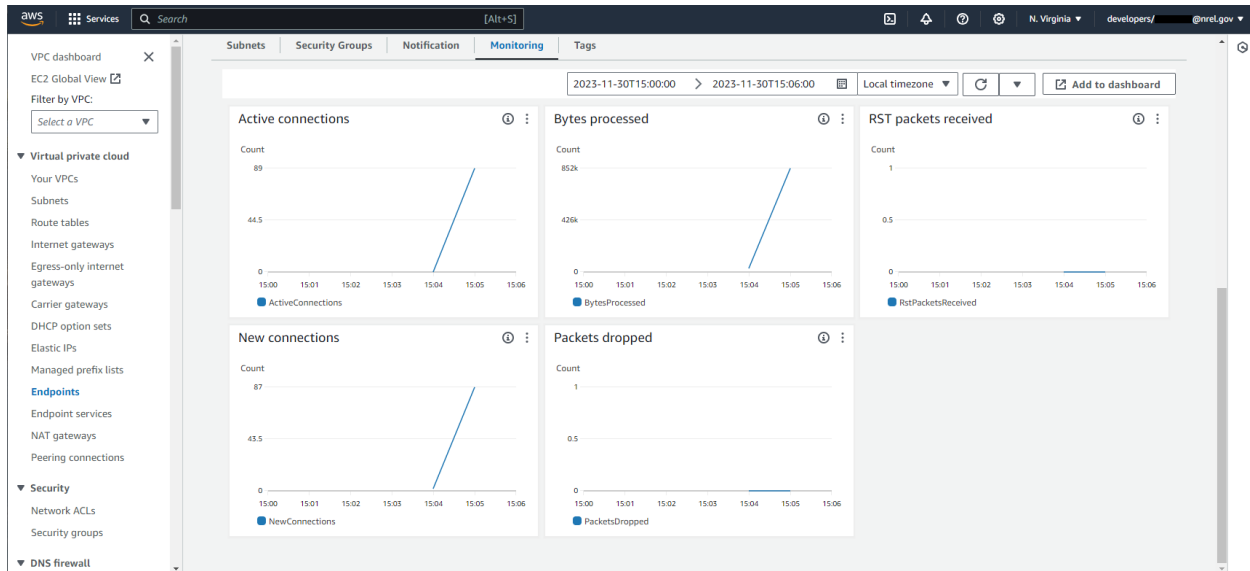 aws
Services
Search
[Alt+S]
N. Virginia
developers/
@nrel.gov
VPC dashboard
EC2 Global View
Filter by VPC:
Select a VPC
Virtual private cloud
Your VPCs
Subnets
Route tables
Internet gateways
Egress-only internet
gateways
Carrier gateways
DHCP option sets
Elastic IPs
Managed prefix lists
Endpoints
Endpoint services
NAT gateways
Peering connections
Security
Network ACLs
Security groups
DNS firewall
Subnets
Security Groups
Notification
Monitoring
Tags
2023-11-30T15:00:00
2023-11-30T15:06:00
Local timezone
Add to dashboard
Active connections
Count
89
44.5
0
15:00 15:01 15:02 15:03 15:04 15:05 15:06
ActiveConnections
Bytes processed
Count
852k
426k
0
15:00 15:01 15:02 15:03 15:04 15:05 15:06
BytesProcessed
RST packets received
Count
1
0.5
0
15:00 15:01 15:02 15:03 15:04 15:05 15:06
RstPacketsReceived
New connections
Count
87
43.5
0
15:00 15:01 15:02 15:03 15:04 15:05 15:06
NewConnections
Packets dropped
Count
1
0.5
0
15:00 15:01 15:02 15:03 15:04 15:05 15:06
PacketsDropped